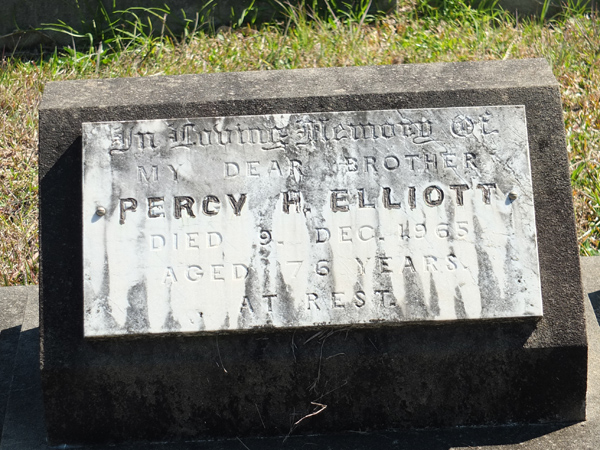 In Loving Memory Of
MY DEAR BROTHER
PERCY H. ELLIOTT
DIED 9. DEC. 1965
AGED 76 YEARS.
AT REST.